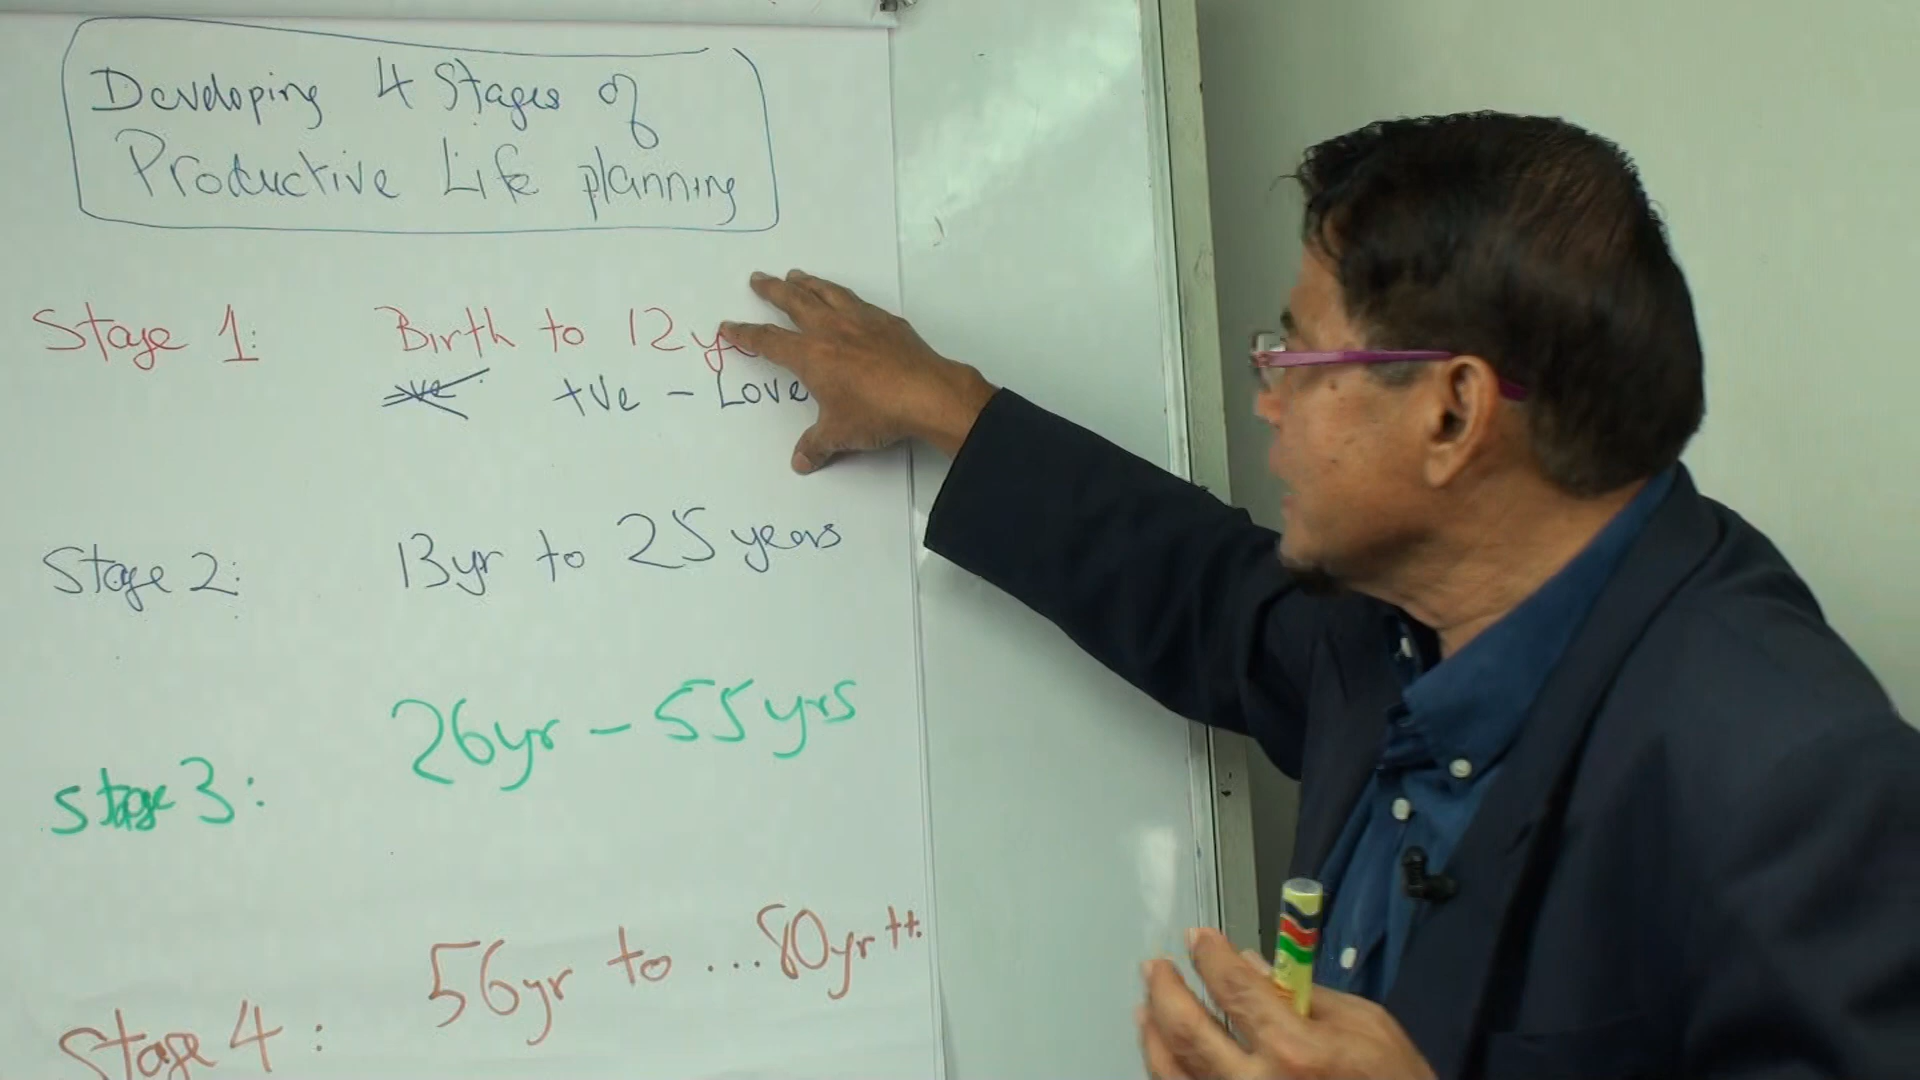 Developing 4 Stages of
Productive Life planning
Stage 1: Birth to 12
-ve +ve - Love
Stage 2: 13yr to 25 years
Stage 3: 26yr - 55yrs
Stage 4: 56yr to ...80yr ++